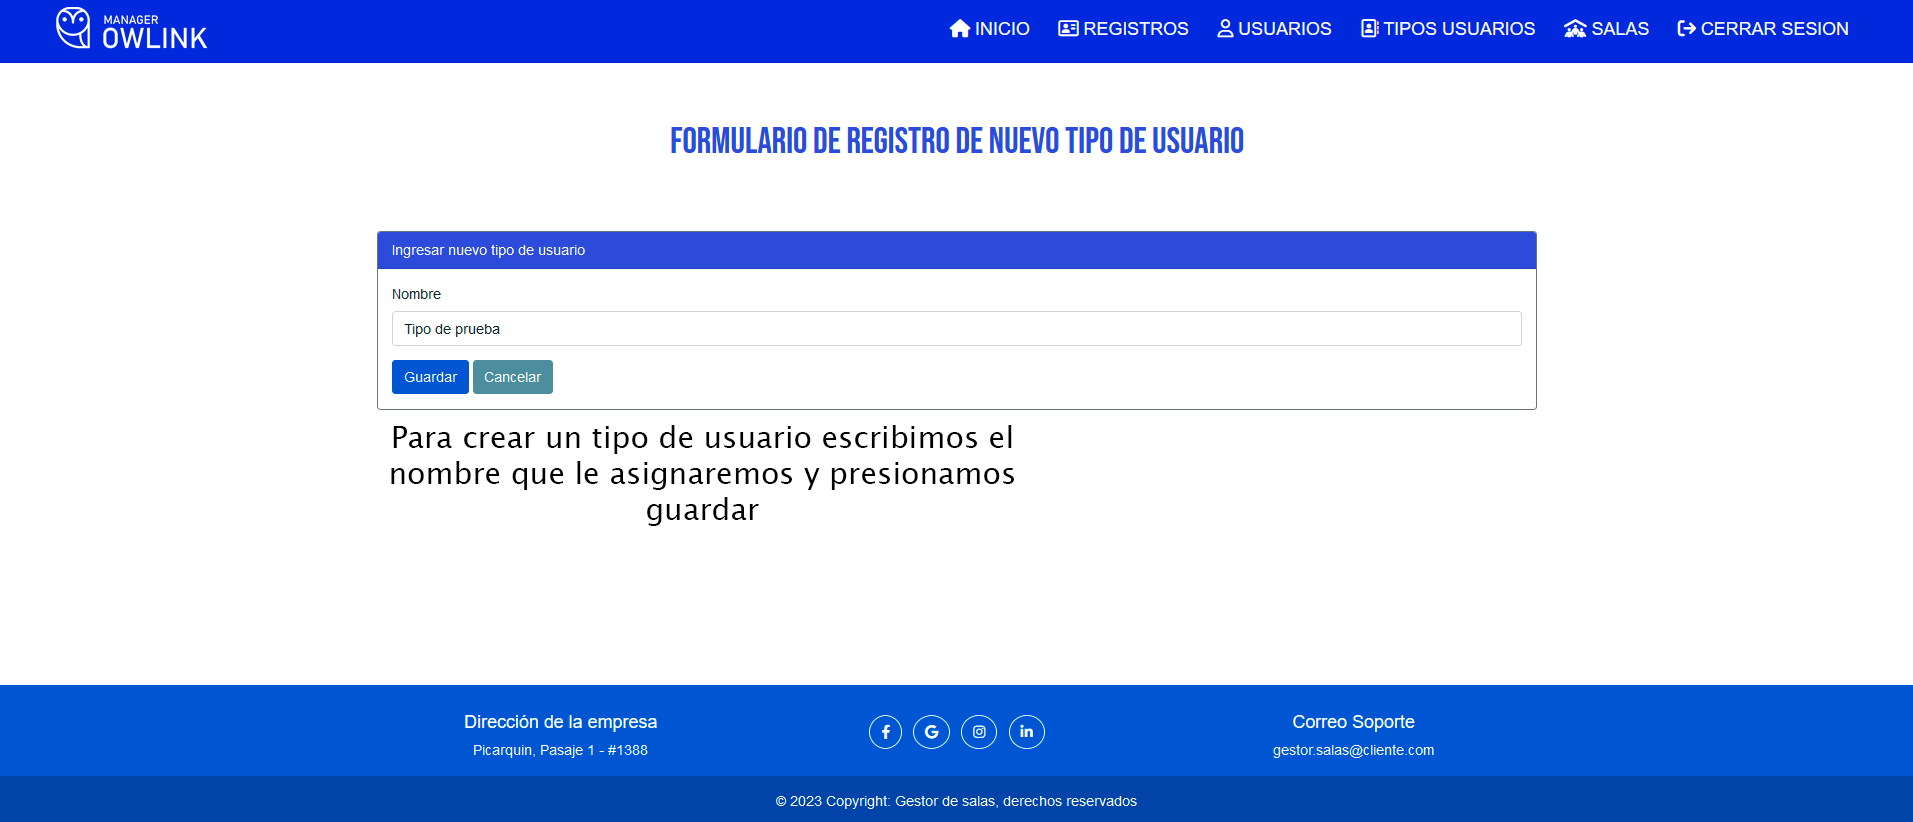 MANAGER
OWLINK
INICIO
REGISTROS
USUARIOS
TIPOS USUARIOS
SALAS
CERRAR SESION
FORMULARIO DE REGISTRO DE NUEVO TIPO DE USUARIO
Ingresar nuevo tipo de usuario
Nombre
Tipo de prueba
Guardar
Cancelar
Para crear un tipo de usuario escribimos el
nombre que le asignaremos y presionamos
guardar
Dirección de la empresa
Picarquin, Pasaje 1 - #1388
Correo Soporte
gestor.salas@cliente.com
© 2023 Copyright: Gestor de salas, derechos reservados